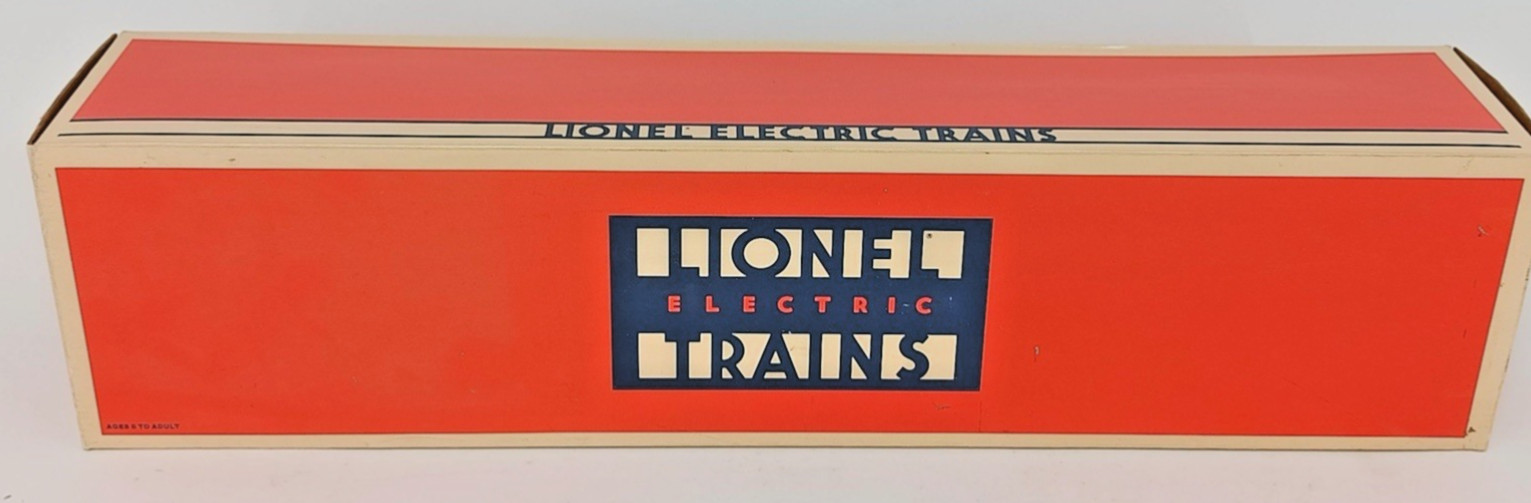 LIONEL ELECTRIC TRAINS
LIONEL
ELECTRIC
TRAINS
AGES 8 TO ADULT